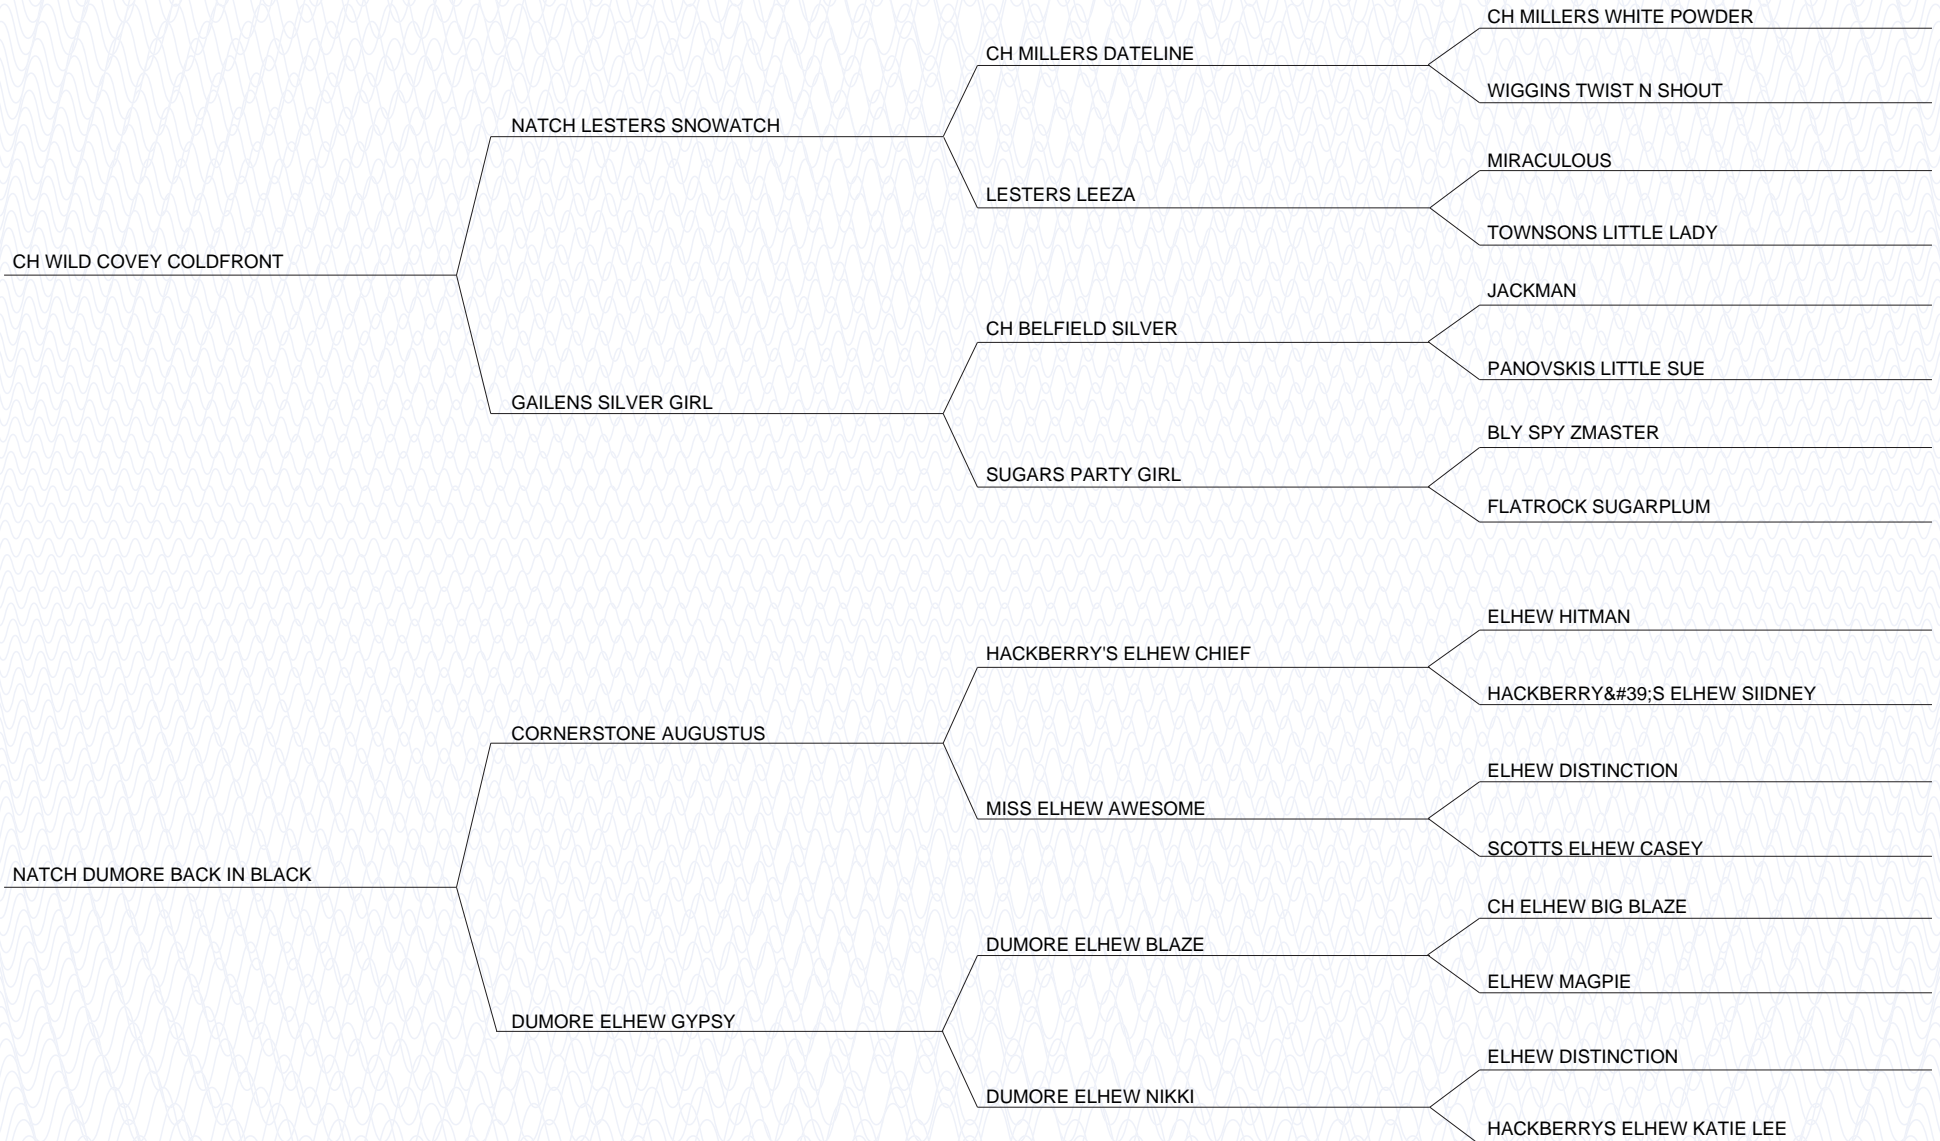 CH MILLERS WHITE POWDER
CH MILLERS DATELINE
WIGGINS TWIST N SHOUT
NATCH LESTERS SNOWATCH
MIRACULOUS
LESTERS LEEZA
TOWNSONS LITTLE LADY
CH WILD COVEY COLDFRONT
JACKMAN
CH BELFIELD SILVER
PANOVSKIS LITTLE SUE
GAILENS SILVER GIRL
BLY SPY ZMASTER
SUGARS PARTY GIRL
FLATROCK SUGARPLUM
ELHEW HITMAN
HACKBERRY'S ELHEW CHIEF
HACKBERRY&#39;S ELHEW SIIDNEY
CORNERSTONE AUGUSTUS
ELHEW DISTINCTION
MISS ELHEW AWESOME
SCOTTS ELHEW CASEY
NATCH DUMORE BACK IN BLACK
CH ELHEW BIG BLAZE
DUMORE ELHEW BLAZE
ELHEW MAGPIE
DUMORE ELHEW GYPSY
ELHEW DISTINCTION
DUMORE ELHEW NIKKI
HACKBERRYS ELHEW KATIE LEE